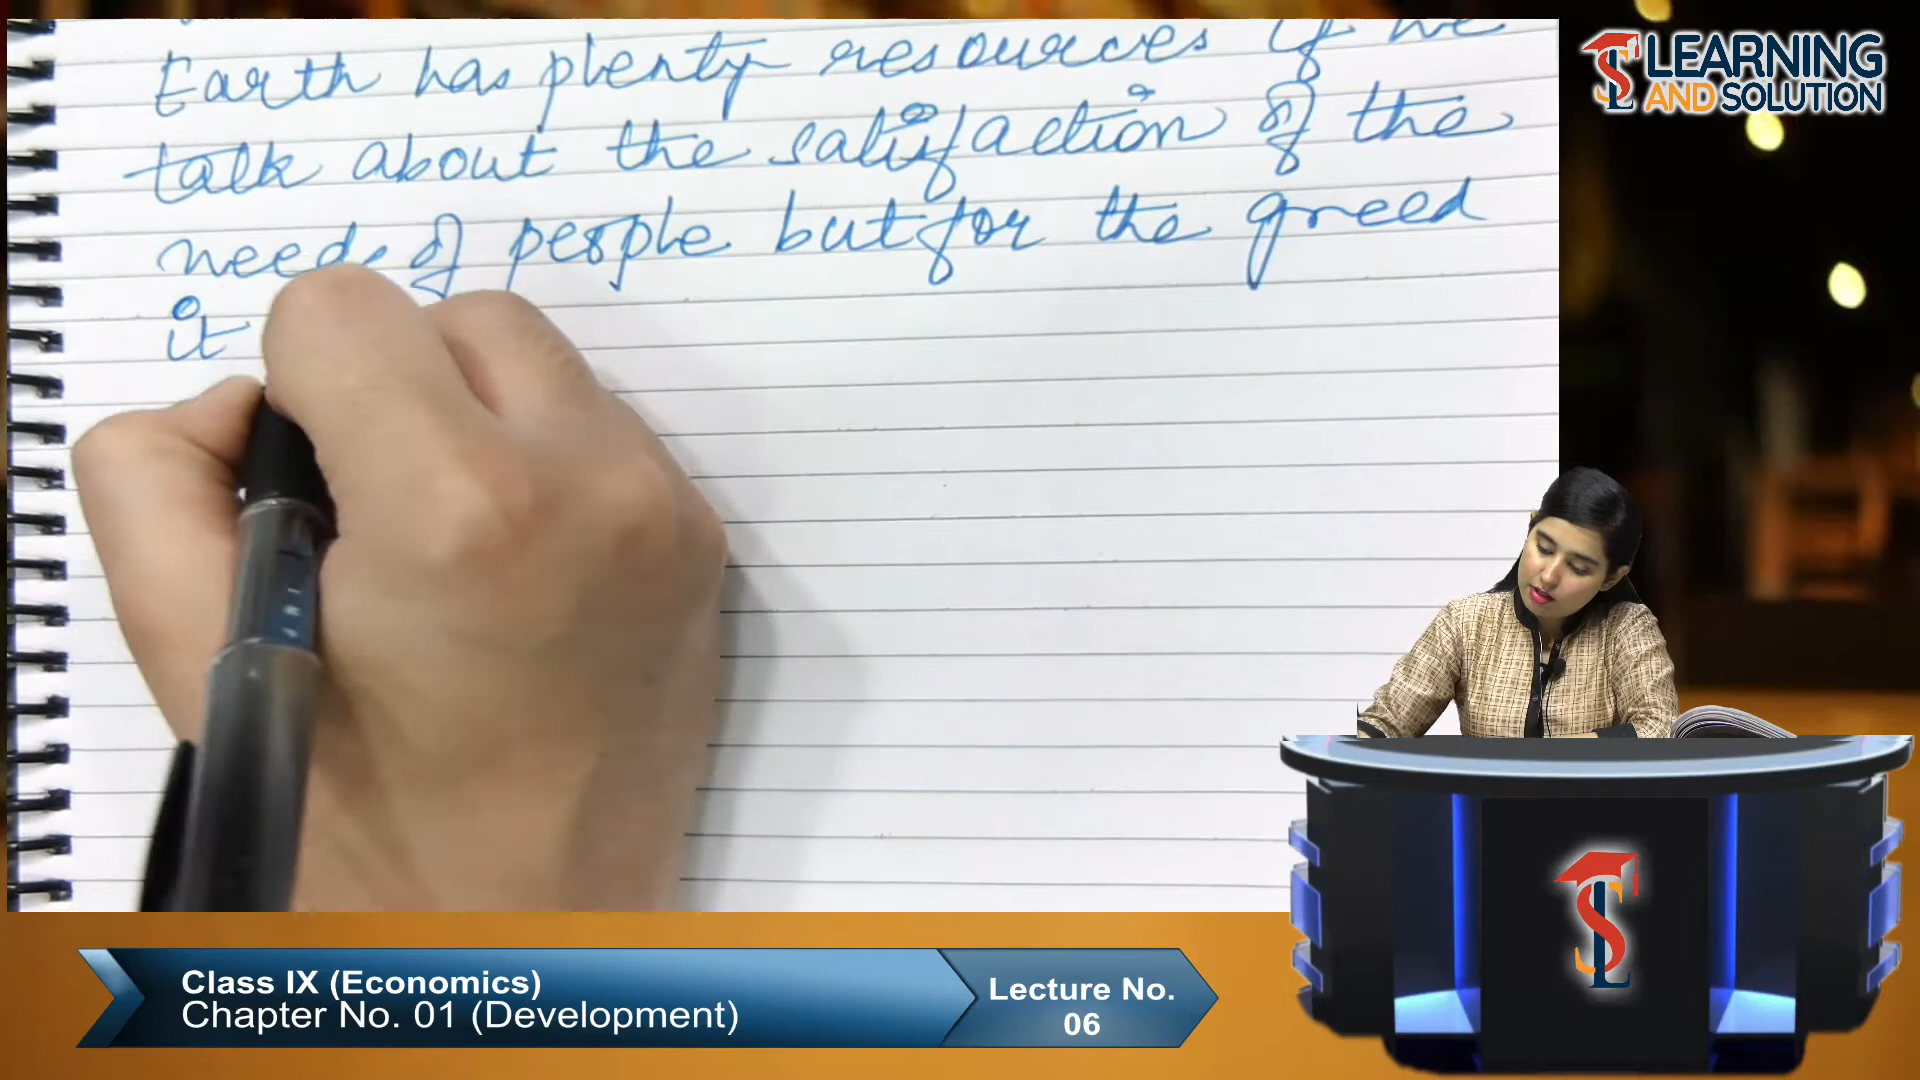 Earth has plenty resources if we
talk about the satisfaction of the
needs of people but for the greed
it
LEARNING
AND SOLUTION
Class IX (Economics)
Chapter No. 01 (Development)
Lecture No.
06